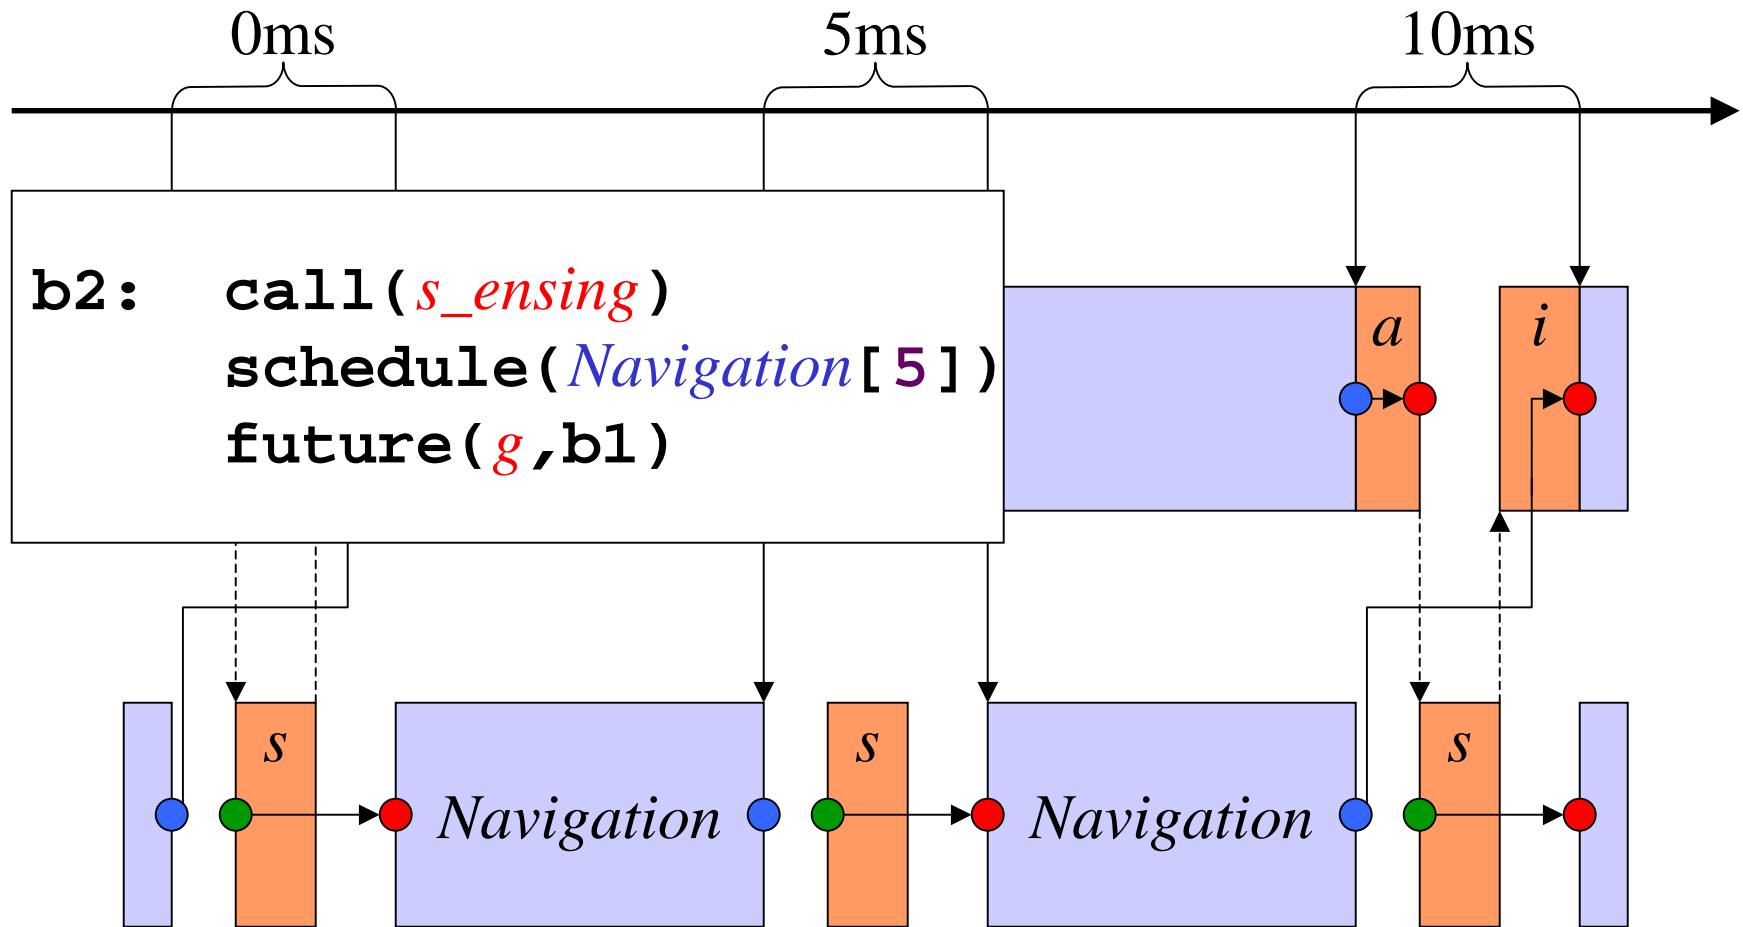 0ms 5ms 10ms
b2: call(s_ensing)
schedule(Navigation[5])
future(g,b1)
a i
s s s
Navigation Navigation